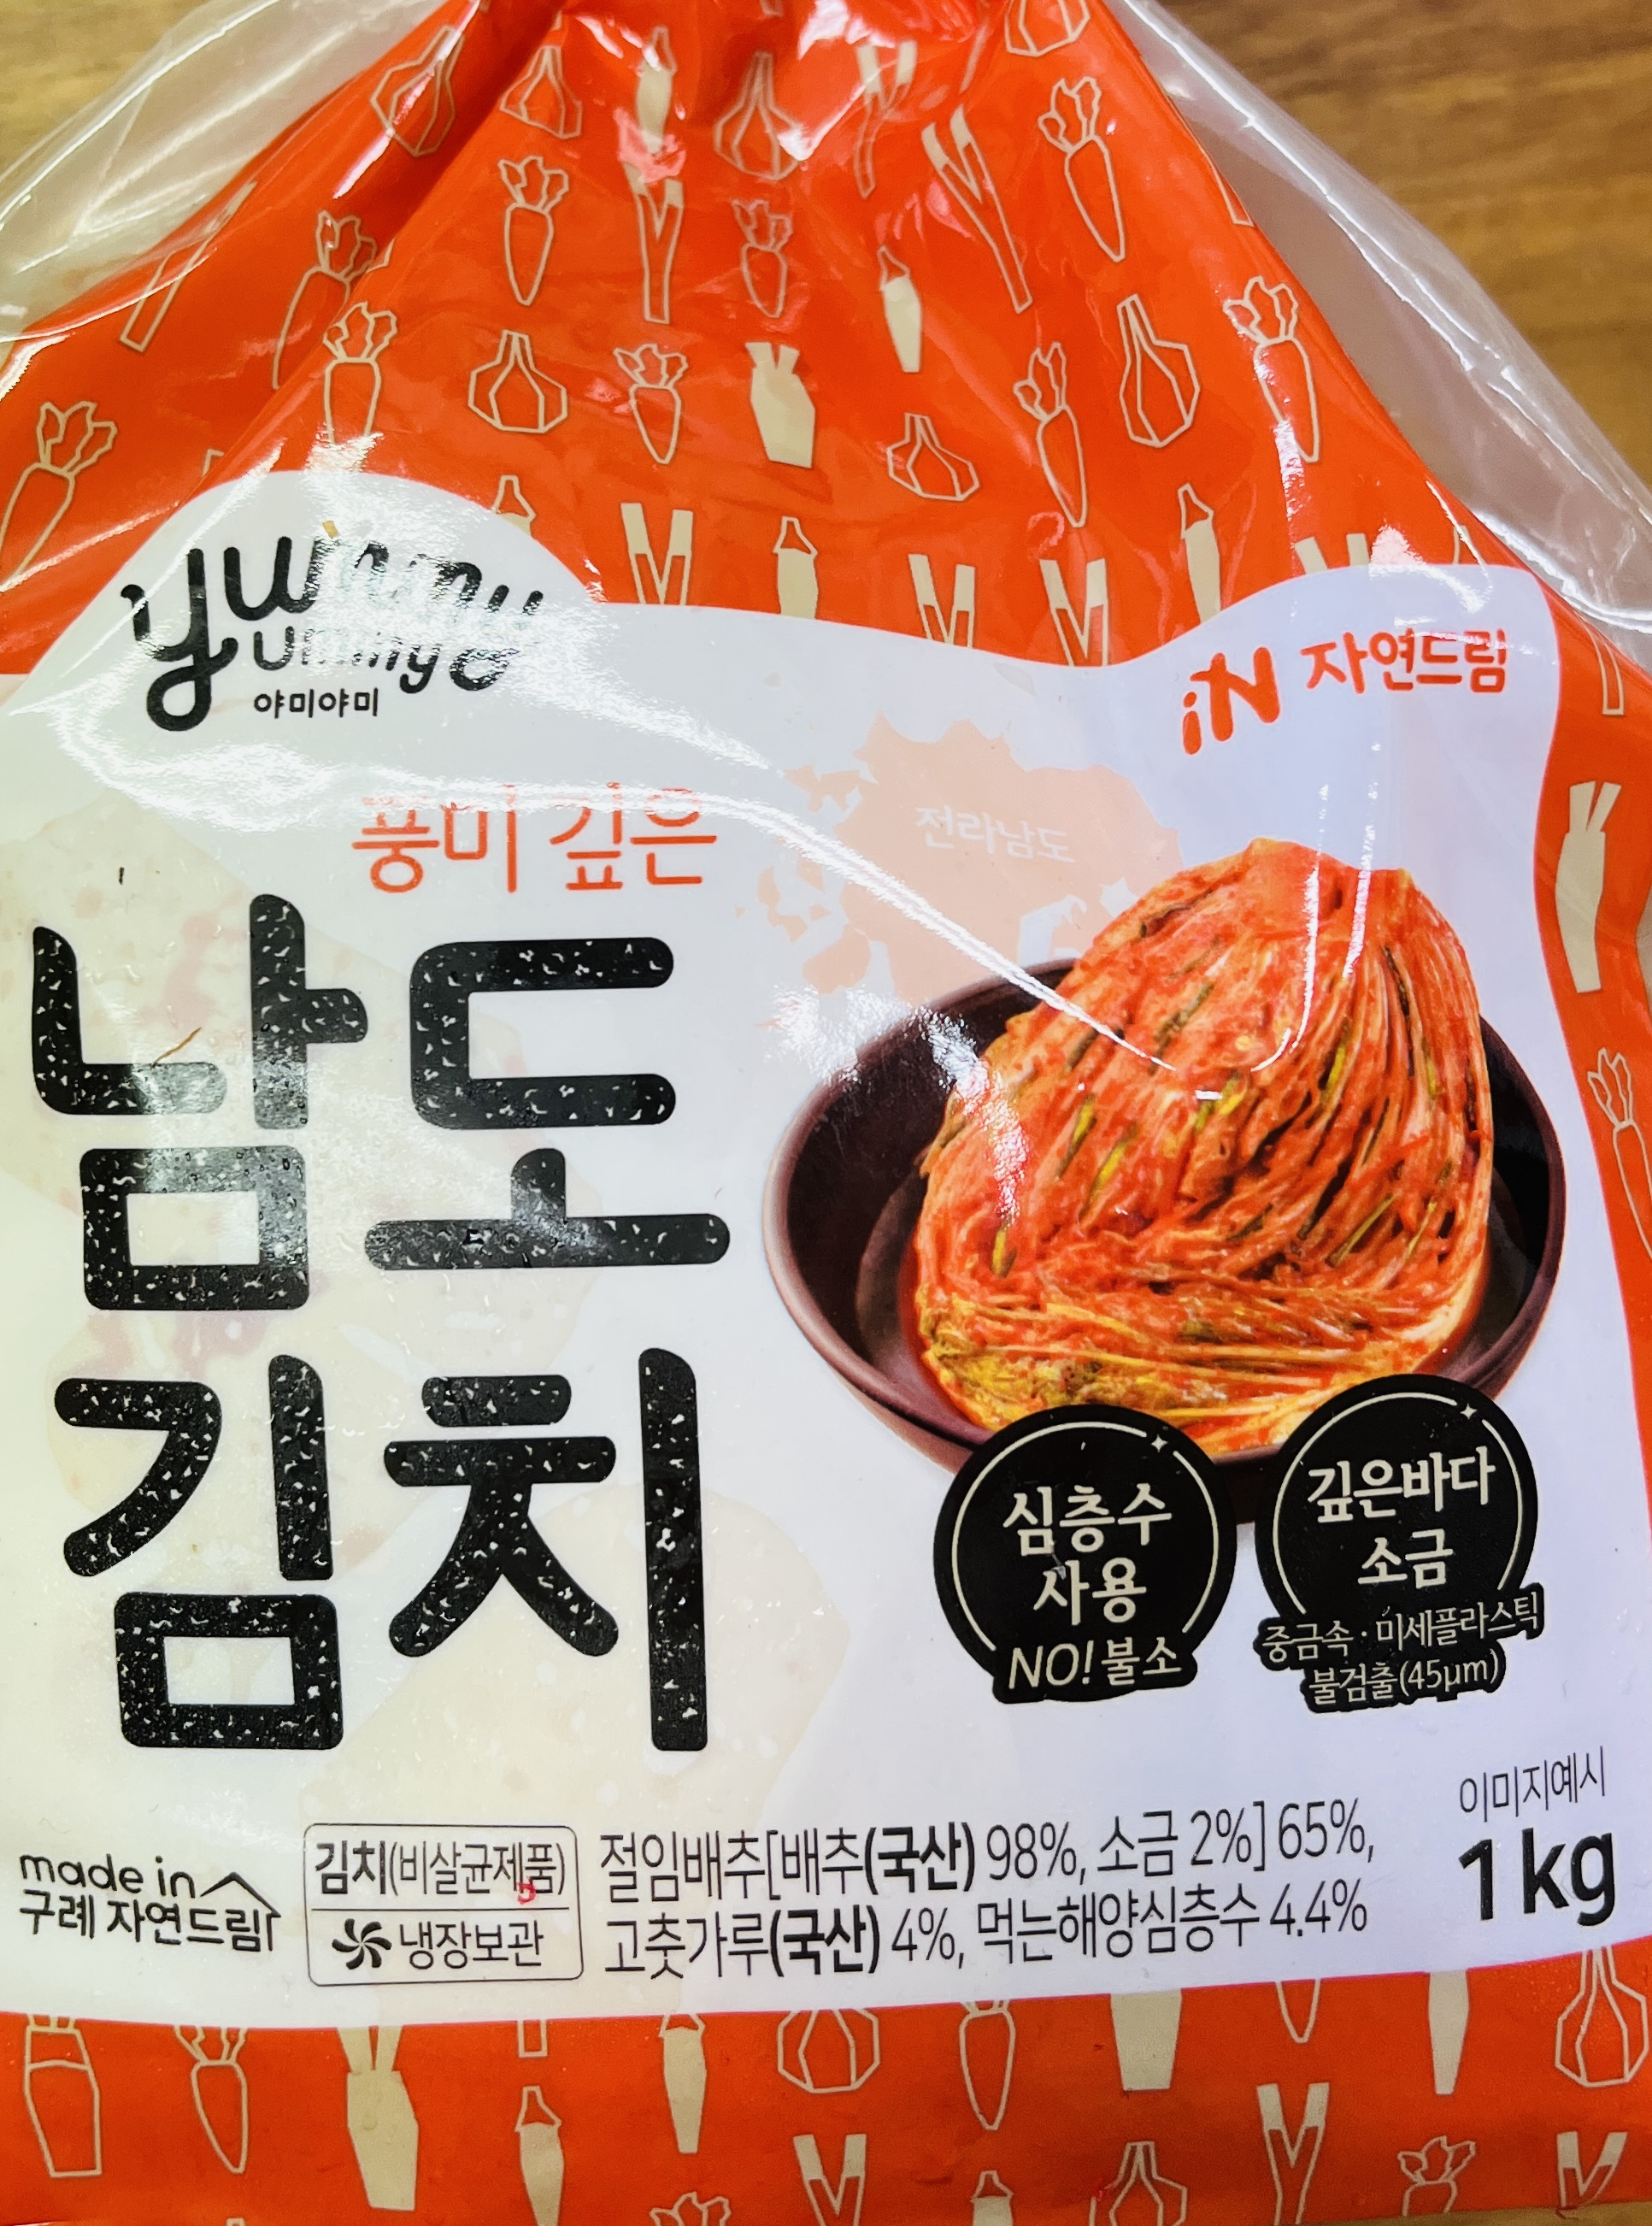 yummy
yummy
야미야미
iN 자연드림
풍미 깊은
전라남도
남도
김치
심층수
사용
NO! 불소
깊은바다
소금
중금속·미세플라스틱
불검출(45μm)
이미지예시
1kg
made in
구례 자연드림
김치(비살균제품)
냉장보관
절임배추[배추(국산) 98%, 소금 2%] 65%,
고춧가루(국산) 4%, 먹는해양심층수 4.4%